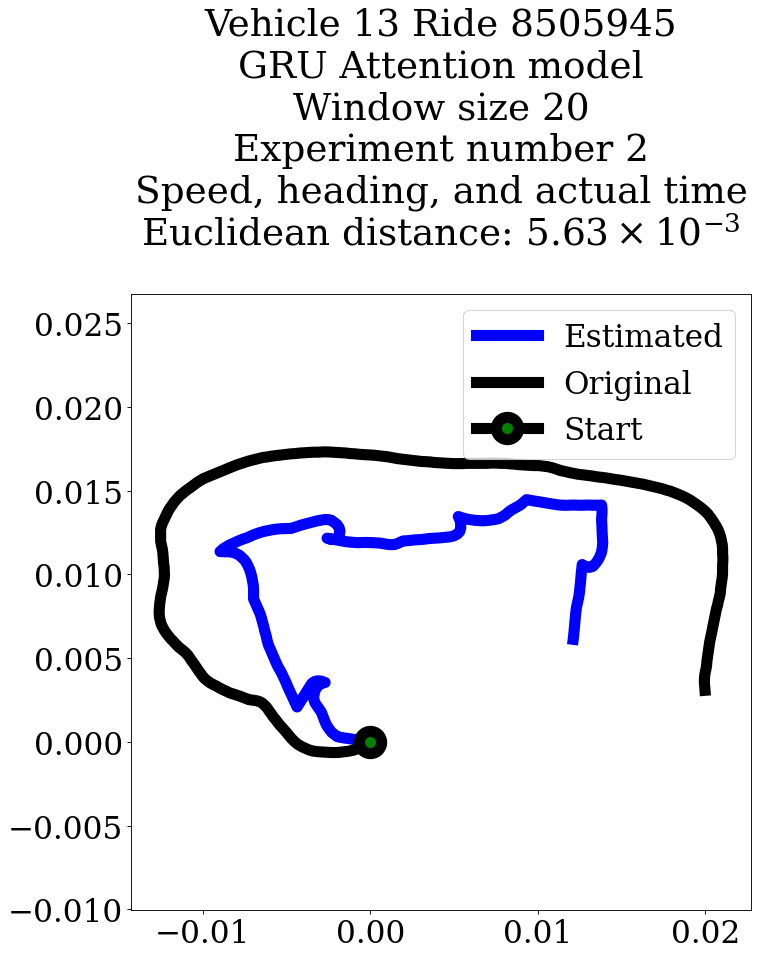 Vehicle 13 Ride 8505945
GRU Attention model
Window size 20
Experiment number 2
Speed, heading, and actual time
Euclidean distance: 5.63 × 10⁻³
Estimated
Original
Start
0.025
0.020
0.015
0.010
0.005
0.000
−0.005
−0.010
−0.01 0.00 0.01 0.02